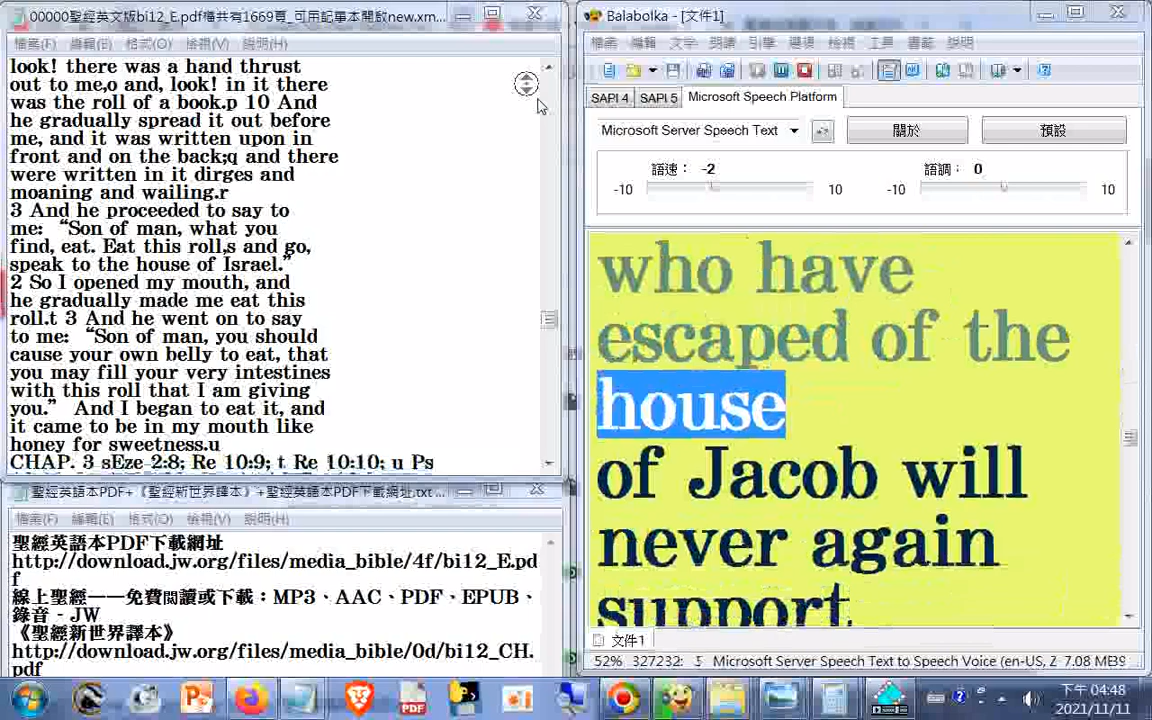 00000聖經英文版bi12_E.pdf檔共有1669頁_可用記事本開啟new.xm...
檔案(F) 編輯(E) 格式(O) 檢視(V) 說明(H)
look! there was a hand thrust
out to me,o and, look! in it there
was the roll of a book.p 10 And
he gradually spread it out before
me, and it was written upon in
front and on the back;q and there
were written in it dirges and
moaning and wailing.r
3 And he proceeded to say to
me: “Son of man, what you
find, eat. Eat this roll,s and go,
speak to the house of Israel.”
2 So I opened my mouth, and
he gradually made me eat this
roll.t 3 And he went on to say
to me: “Son of man, you should
cause your own belly to eat, that
you may fill your very intestines
with this roll that I am giving
you.” And I began to eat it, and
it came to be in my mouth like
honey for sweetness.u
CHAP. 3 sEze 2:8; Re 10:9; t Re 10:10; u Ps
聖經英語本PDF+《聖經新世界譯本》+聖經英語本PDF下載網址.txt ...
檔案(F) 編輯(E) 格式(O) 檢視(V) 說明(H)
聖經英語本PDF下載網址
http://download.jw.org/files/media_bible/4f/bi12_E.pd
f
線上聖經——免費閱讀或下載：MP3、AAC、PDF、EPUB、
錄音 - JW
《聖經新世界譯本》
http://download.jw.org/files/media_bible/0d/bi12_CH.
pdf
Balabolka - [文件1]
檔案 編輯 文字 朗讀 引擎 選項 檢視 工具 書籤 說明
SAPI 4 SAPI 5 Microsoft Speech Platform
Microsoft Server Speech Text 關於 預設
語速： -2 語調： 0
-10 10 -10 10
who have
escaped of the
house
of Jacob will
never again
support
文件1
52% 327232: 5 Microsoft Server Speech Text to Speech Voice (en-US, Z 7.08 MB
下午 04:48
2021/11/11